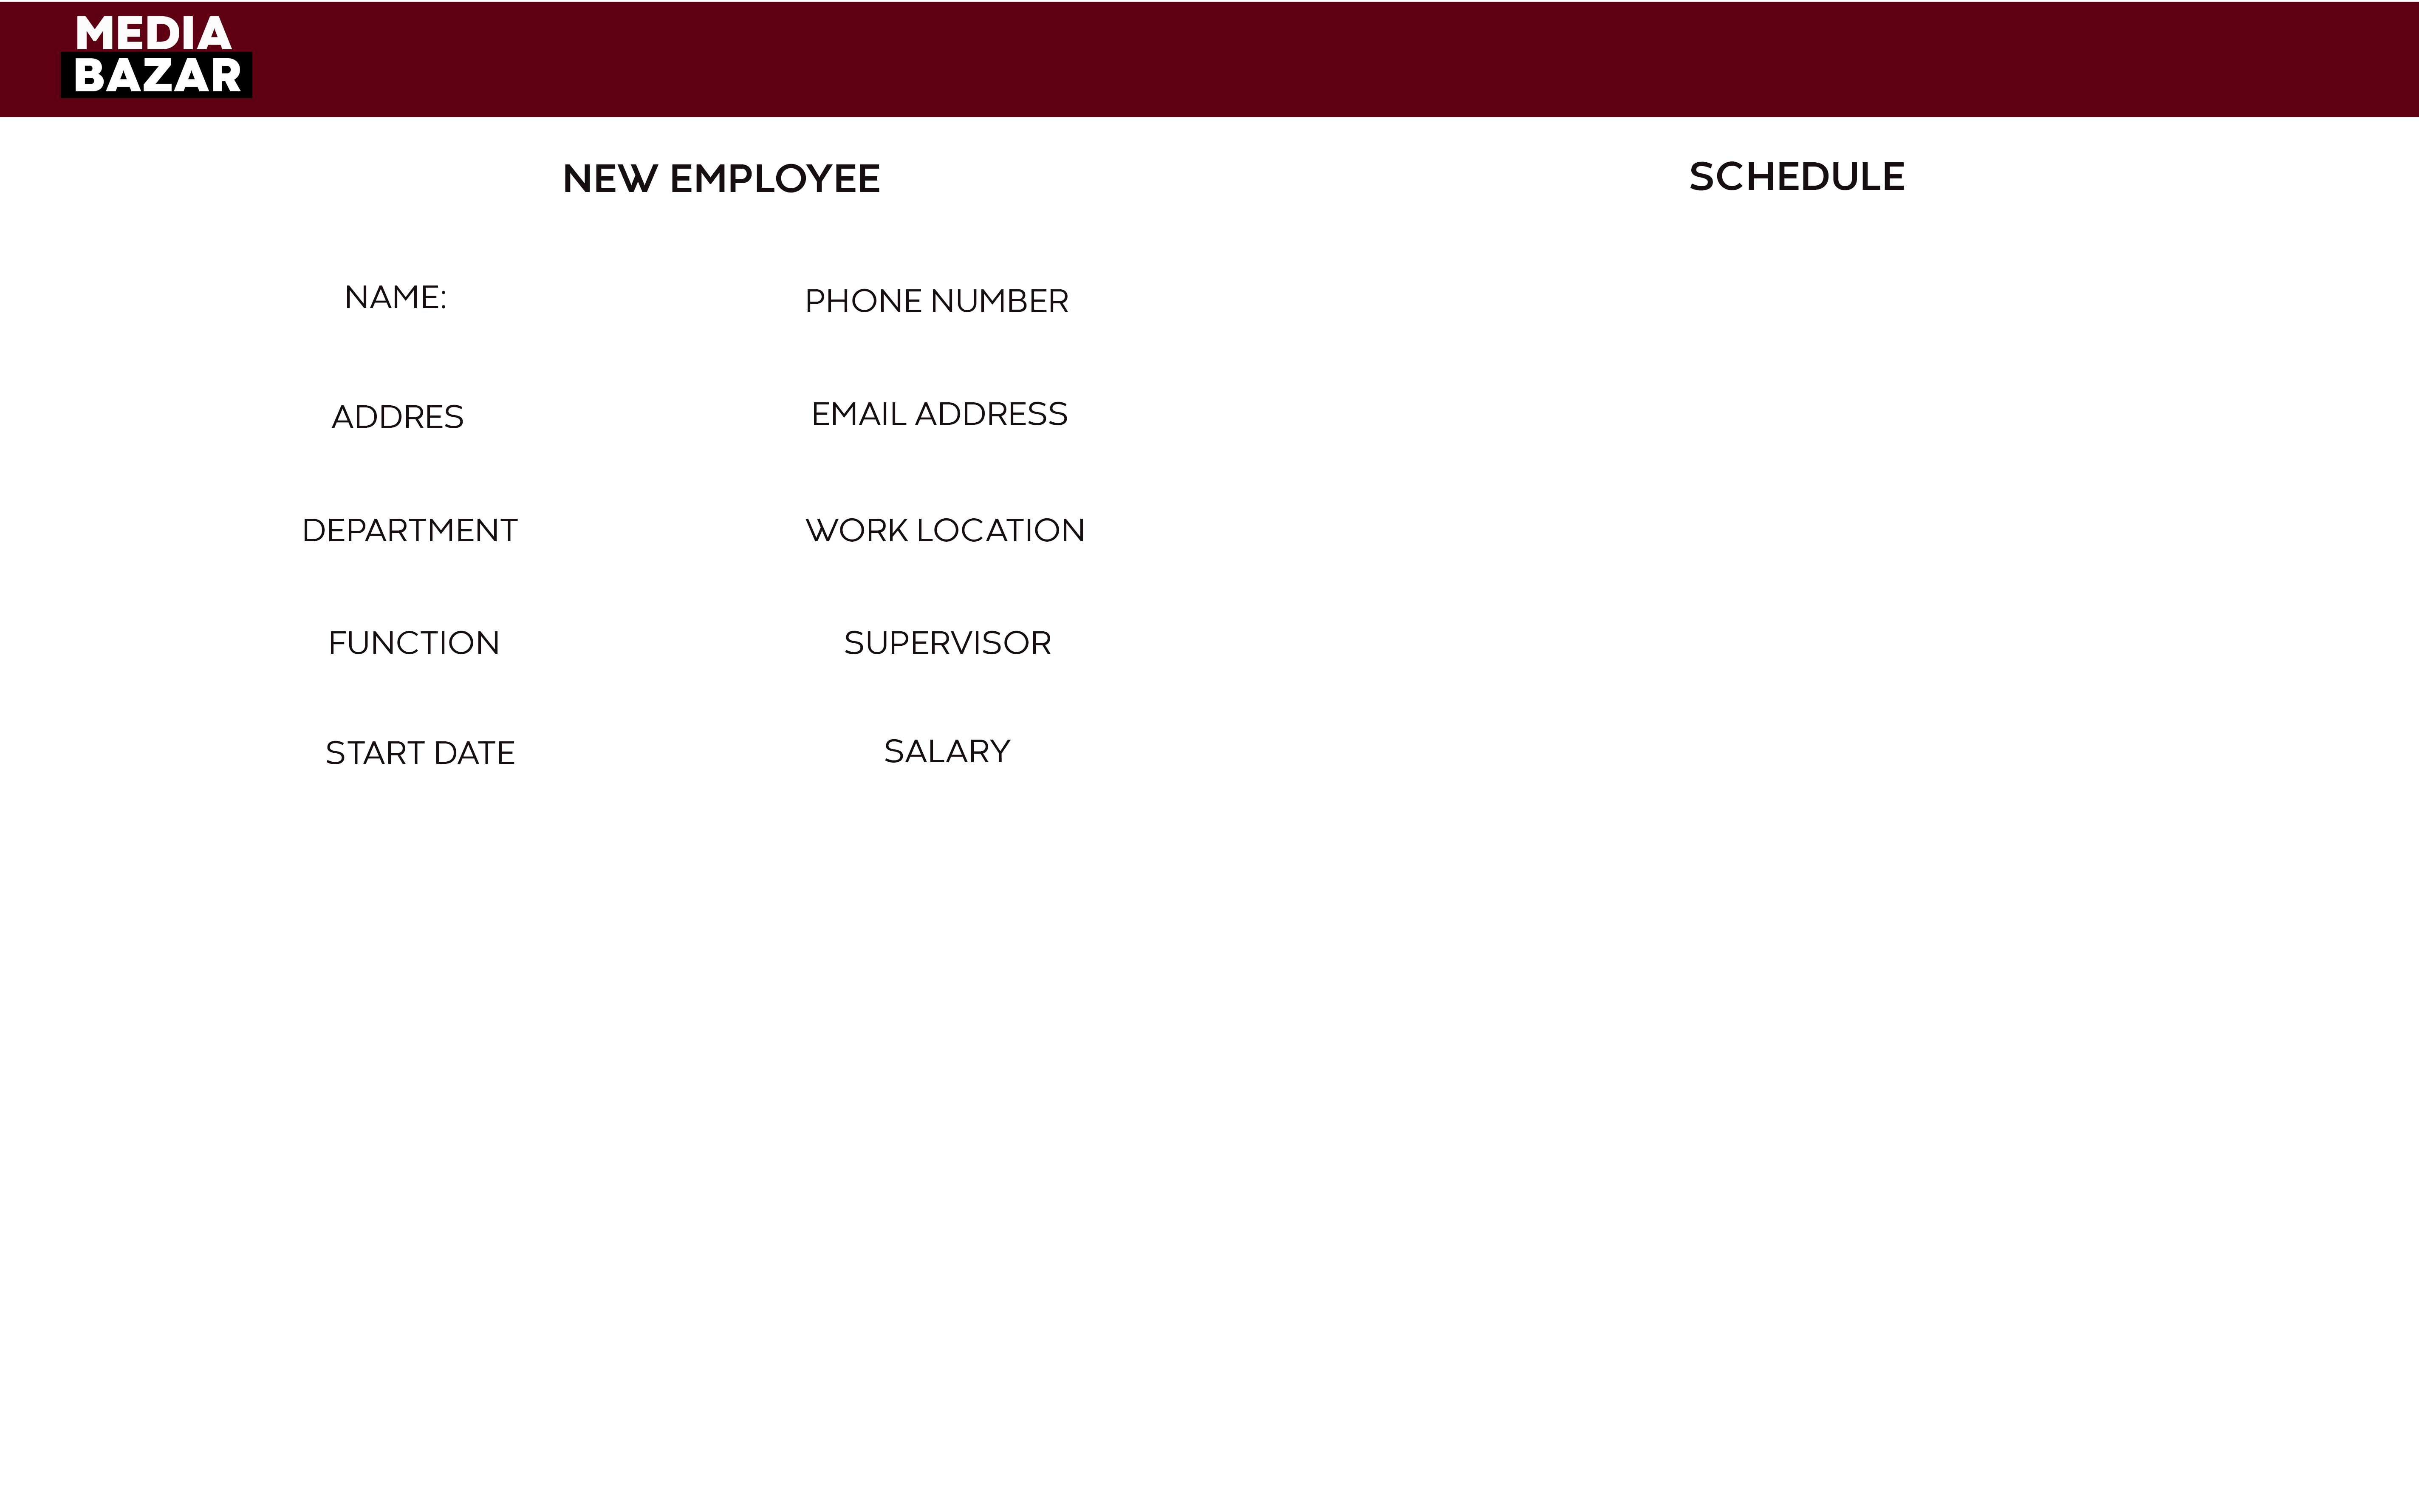 MEDIA
BAZAR
NEW EMPLOYEE
SCHEDULE
NAME:
PHONE NUMBER
ADDRES
EMAIL ADDRESS
DEPARTMENT
WORK LOCATION
FUNCTION
SUPERVISOR
START DATE
SALARY